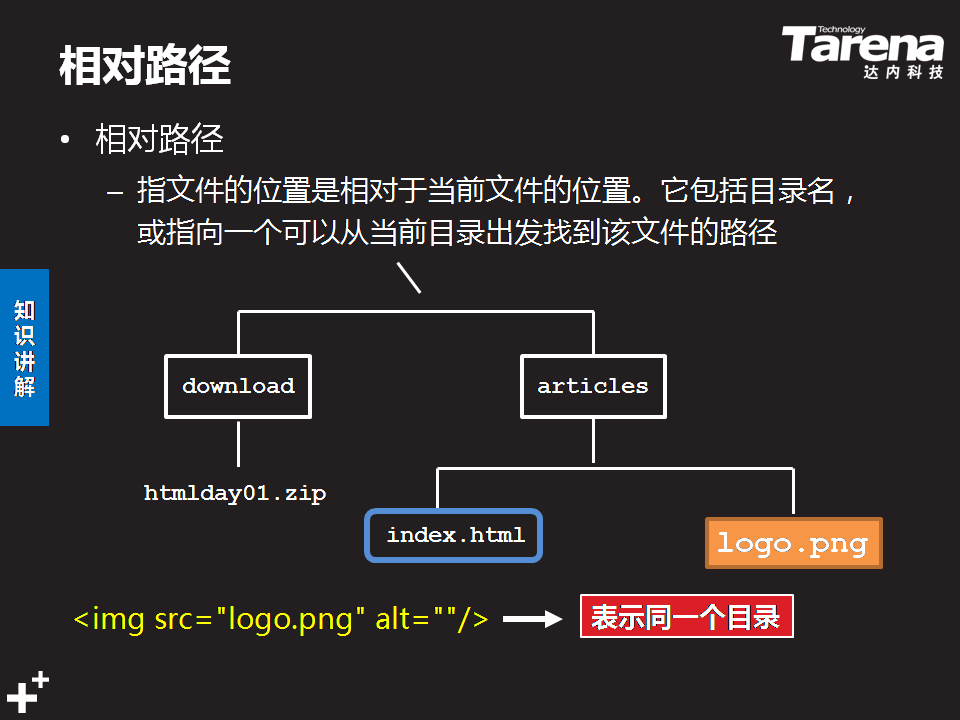 相对路径
Technology
Tarena
达内科技
• 相对路径
– 指文件的位置是相对于当前文件的位置。它包括目录名，
或指向一个可以从当前目录出发找到该文件的路径
知识讲解
download
articles
htmlday01.zip
index.html
logo.png
<img src="logo.png" alt=""/>
表示同一个目录